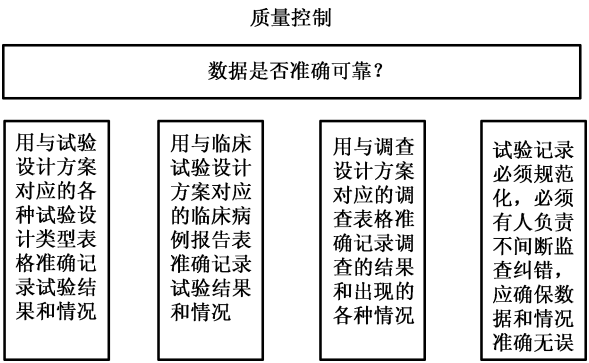 质量控制
数据是否准确可靠？
用与试验
设计方案
对应的各
种试验设
计类型表
格准确记
录试验结
果和情况
用与临床
试验设计
方案对应
的临床病
例报告表
准确记录
试验结果
和情况
用与调查
设计方案
对应的调
查表格准
确记录调
查的结果
和出现的
各种情况
试验记录
必须规范
化，必须
有人负责
不间断监
查纠错，
应确保数
据和情况
准确无误